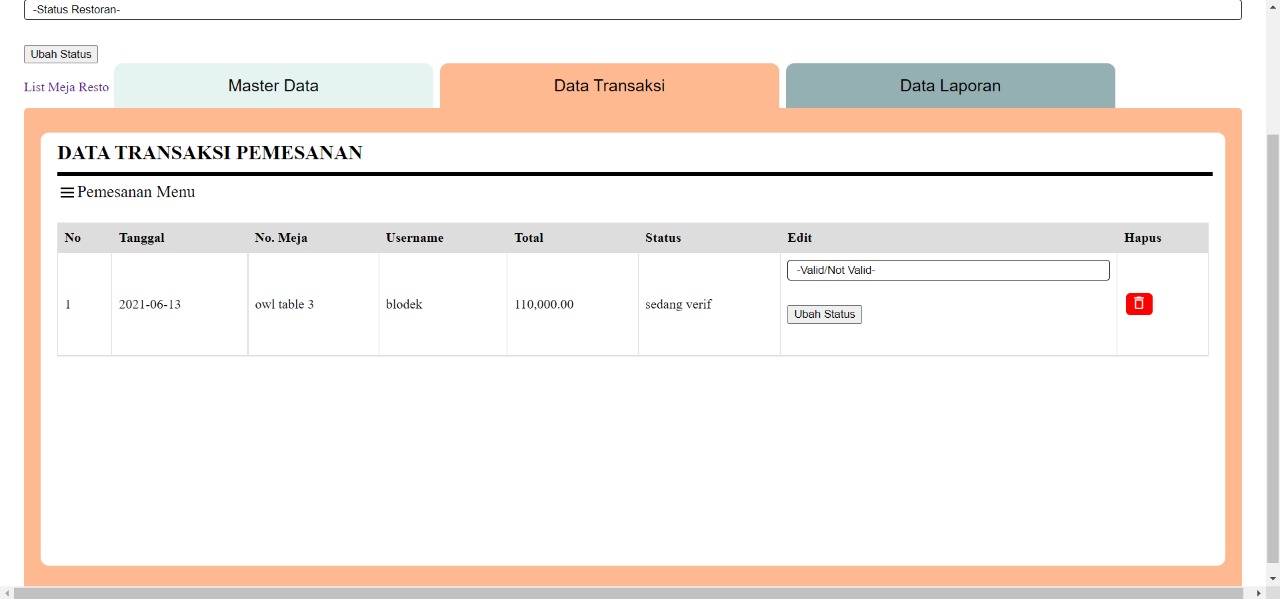 -Status Restoran-
Ubah Status
List Meja Resto
Master Data
Data Transaksi
Data Laporan
DATA TRANSAKSI PEMESANAN
Pemesanan Menu
No Tanggal No. Meja Username Total Status Edit Hapus
-Valid/Not Valid-
1 2021-06-13 owl table 3 blodek 110,000.00 sedang verif
Ubah Status